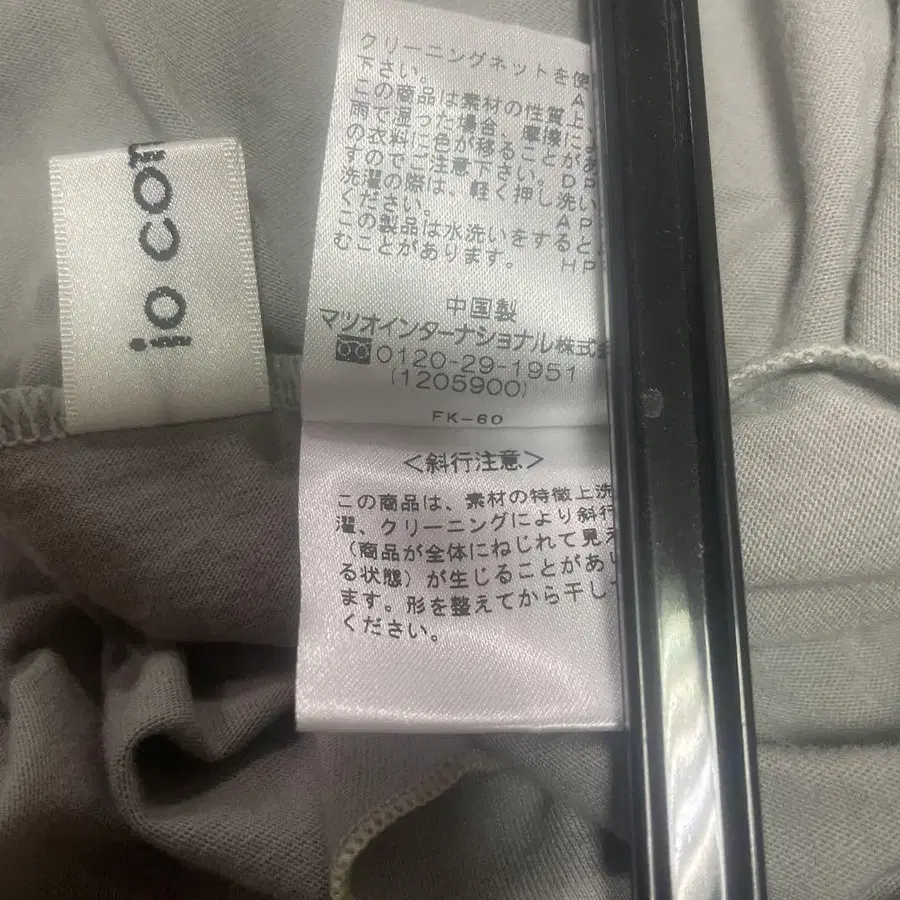 io com
クリーニングネットを使
下さい。 A
この商品は素材の性質上、
雨で湿った場合、摩擦によ
の衣料に色が移ることがあ
すのでご注意下さい。 DP
洗濯の際は、軽く押し洗い
ください。 AP
この製品は水洗いをすると、
むことがあります。 HP
中国製
マツオインターナショナル株式会
0120-29-1951
(1205900)
FK-60
<斜行注意>
この商品は、素材の特徴上洗
濯、クリーニングにより斜行
（商品が全体にねじれて見え
る状態）が生じることがあり
ます。形を整えてから干して
ください。